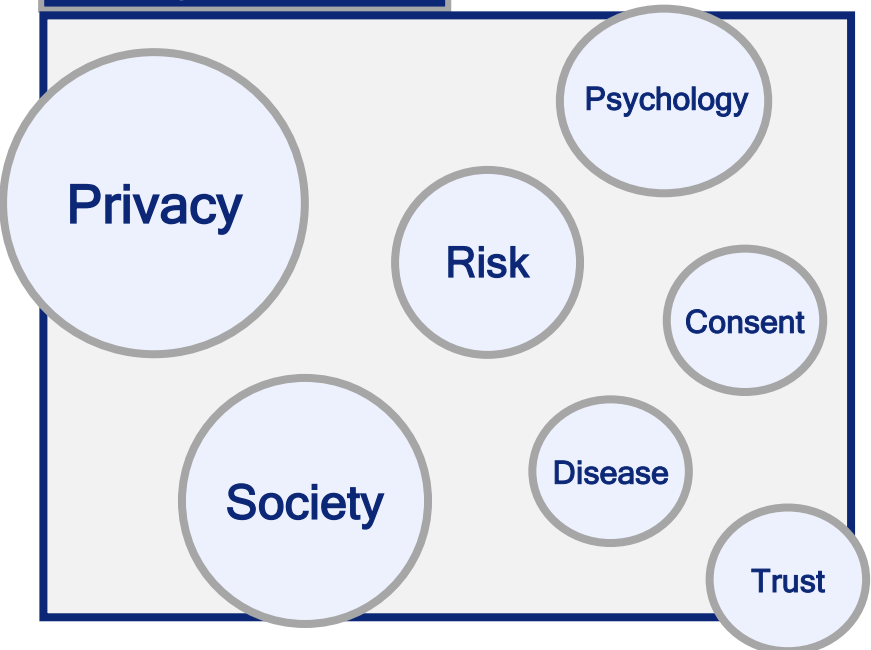 Psychology
Privacy
Risk
Consent
Disease
Society
Trust